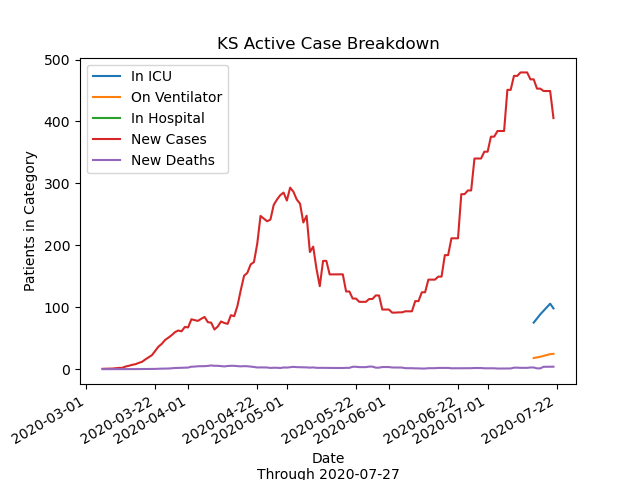 KS Active Case Breakdown
500
400
300
200
100
0
Patients in Category
In ICU
On Ventilator
In Hospital
New Cases
New Deaths
2020-03-01
2020-03-22
2020-04-01
2020-04-22
2020-05-01
2020-05-22
2020-06-01
2020-06-22
2020-07-01
2020-07-22
Date
Through 2020-07-27